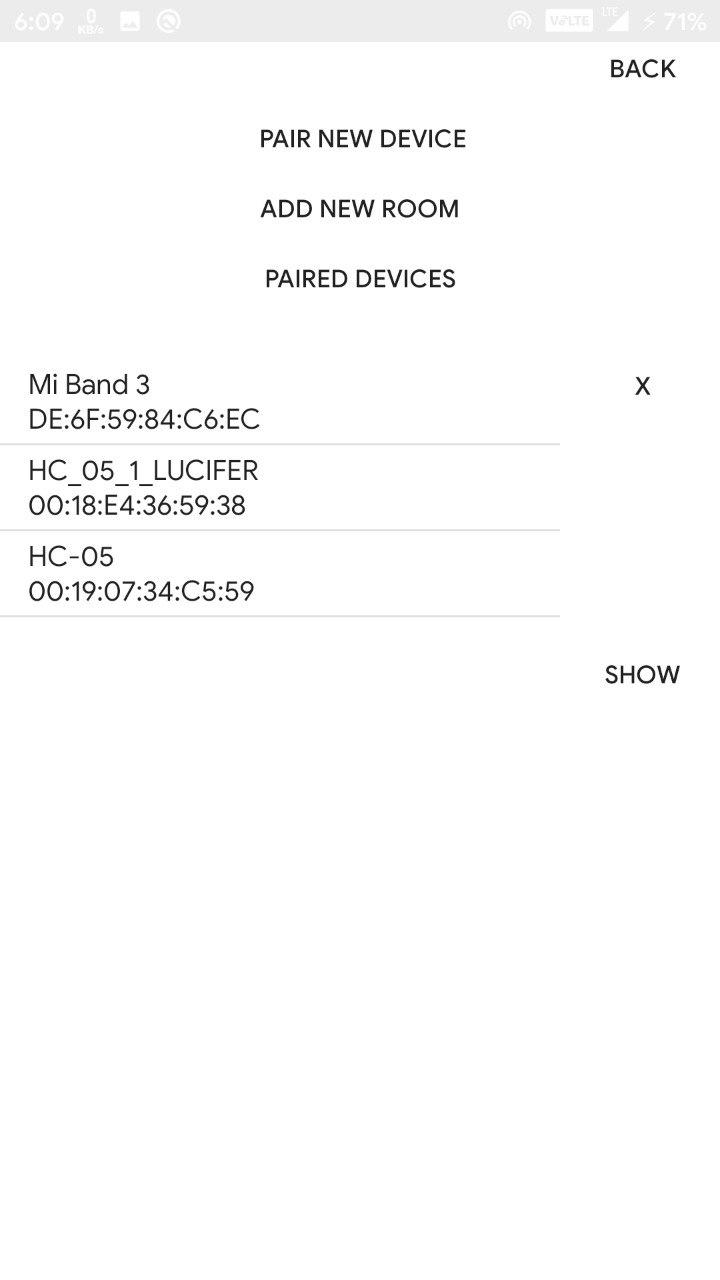 6:09 0 KB/s VoLTE LTE 71%
BACK
PAIR NEW DEVICE
ADD NEW ROOM
PAIRED DEVICES
Mi Band 3 X
DE:6F:59:84:C6:EC
HC_05_1_LUCIFER
00:18:E4:36:59:38
HC-05
00:19:07:34:C5:59
SHOW